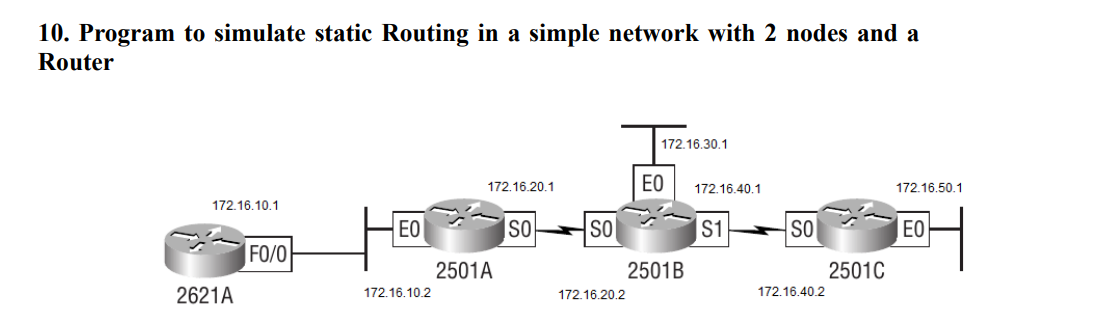 10. Program to simulate static Routing in a simple network with 2 nodes and a
Router
172.16.30.1
172.16.20.1
E0
172.16.40.1
172.16.50.1
172.16.10.1
E0
S0
S0
S1
S0
E0
F0/0
2501A
2501B
2501C
2621A
172.16.10.2
172.16.20.2
172.16.40.2